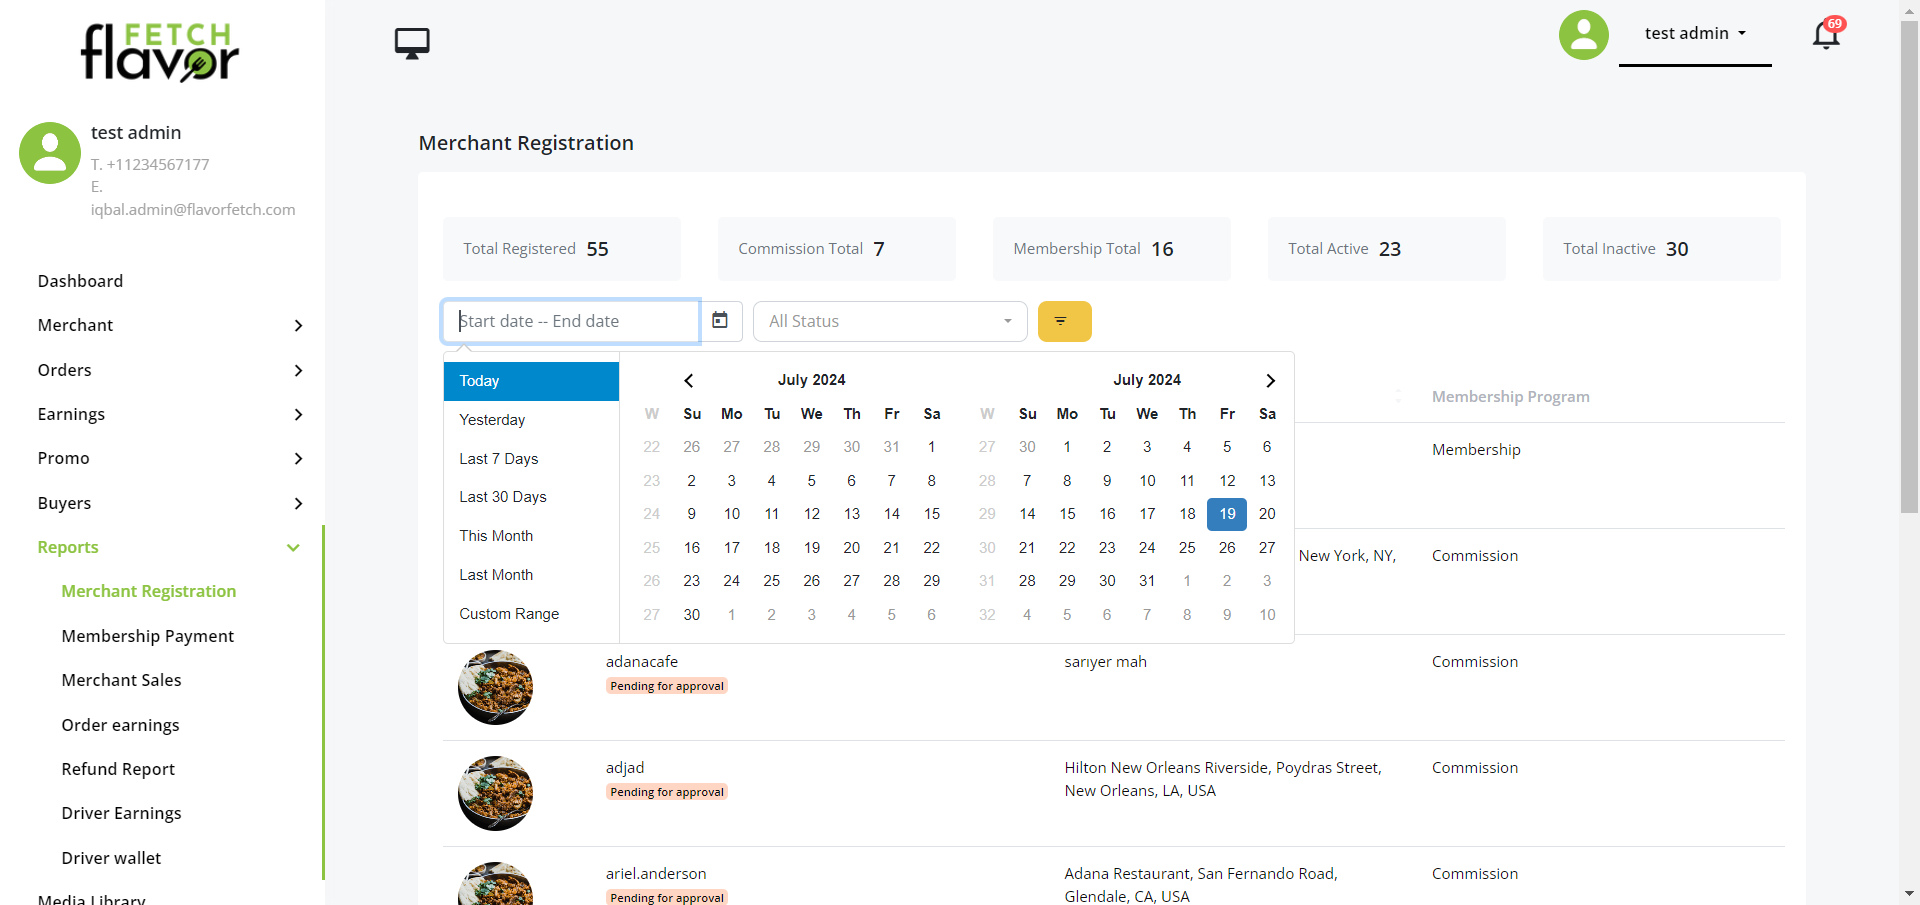 FETCH
flavor
test admin
T. +11234567177
E.
iqbal.admin@flavorfetch.com
Dashboard
Merchant
Orders
Earnings
Promo
Buyers
Reports
Merchant Registration
Membership Payment
Merchant Sales
Order earnings
Refund Report
Driver Earnings
Driver wallet
Media Library
test admin
69
Merchant Registration
Total Registered 55
Commission Total 7
Membership Total 16
Total Active 23
Total Inactive 30
Start date -- End date
All Status
Today
Yesterday
Last 7 Days
Last 30 Days
This Month
Last Month
Custom Range
July 2024
W Su Mo Tu We Th Fr Sa
22 26 27 28 29 30 31 1
23 2 3 4 5 6 7 8
24 9 10 11 12 13 14 15
25 16 17 18 19 20 21 22
26 23 24 25 26 27 28 29
27 30 1 2 3 4 5 6
July 2024
W Su Mo Tu We Th Fr Sa
27 30 1 2 3 4 5 6
28 7 8 9 10 11 12 13
29 14 15 16 17 18 19 20
30 21 22 23 24 25 26 27
31 28 29 30 31 1 2 3
32 4 5 6 7 8 9 10
Membership Program
Membership
New York, NY,
Commission
adanacafe
Pending for approval
sarıyer mah
Commission
adjad
Pending for approval
Hilton New Orleans Riverside, Poydras Street,
New Orleans, LA, USA
Commission
ariel.anderson
Pending for approval
Adana Restaurant, San Fernando Road,
Glendale, CA, USA
Commission